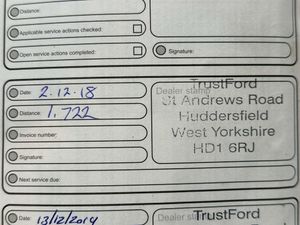 Distance:
Applicable service actions checked:
Open service actions completed:
Signature:
Date: 2.12.18
Distance: 1,722
Invoice number:
Signature:
Next service due:
Dealer stamp
TrustFord
St Andrews Road
Huddersfield
West Yorkshire
HD1 6RJ
Date: 13/12/2019
Dealer
TrustFord